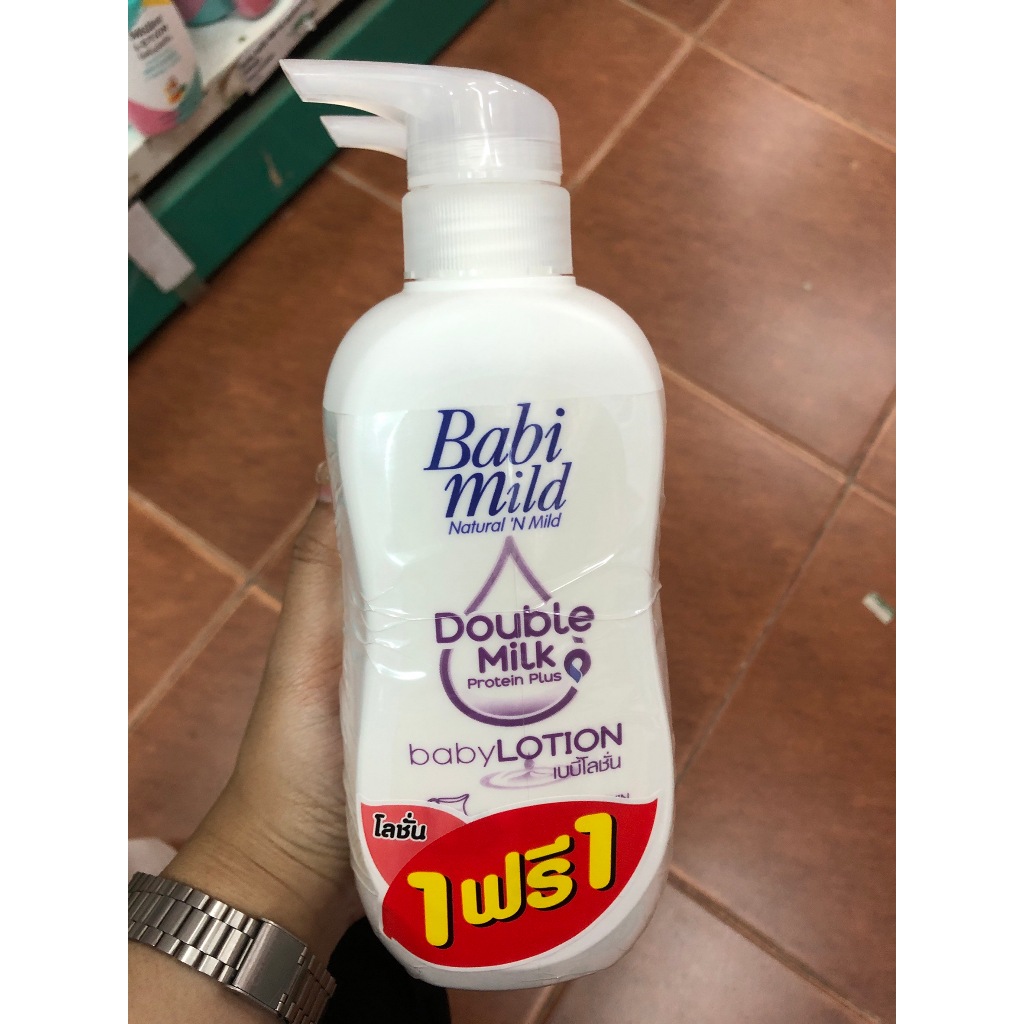 Babi
mild
Natural 'N Mild
Double
Milk
Protein Plus
babyLOTION
เบบี้โลชั่น
โลชั่น
1ฟรี1